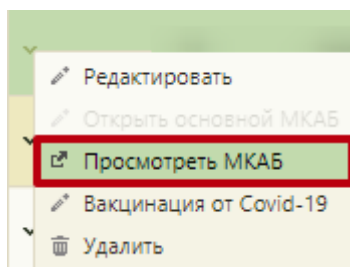 Редактировать
Открыть основной МКАБ
Просмотреть МКАБ
Вакцинация от Covid-19
Удалить